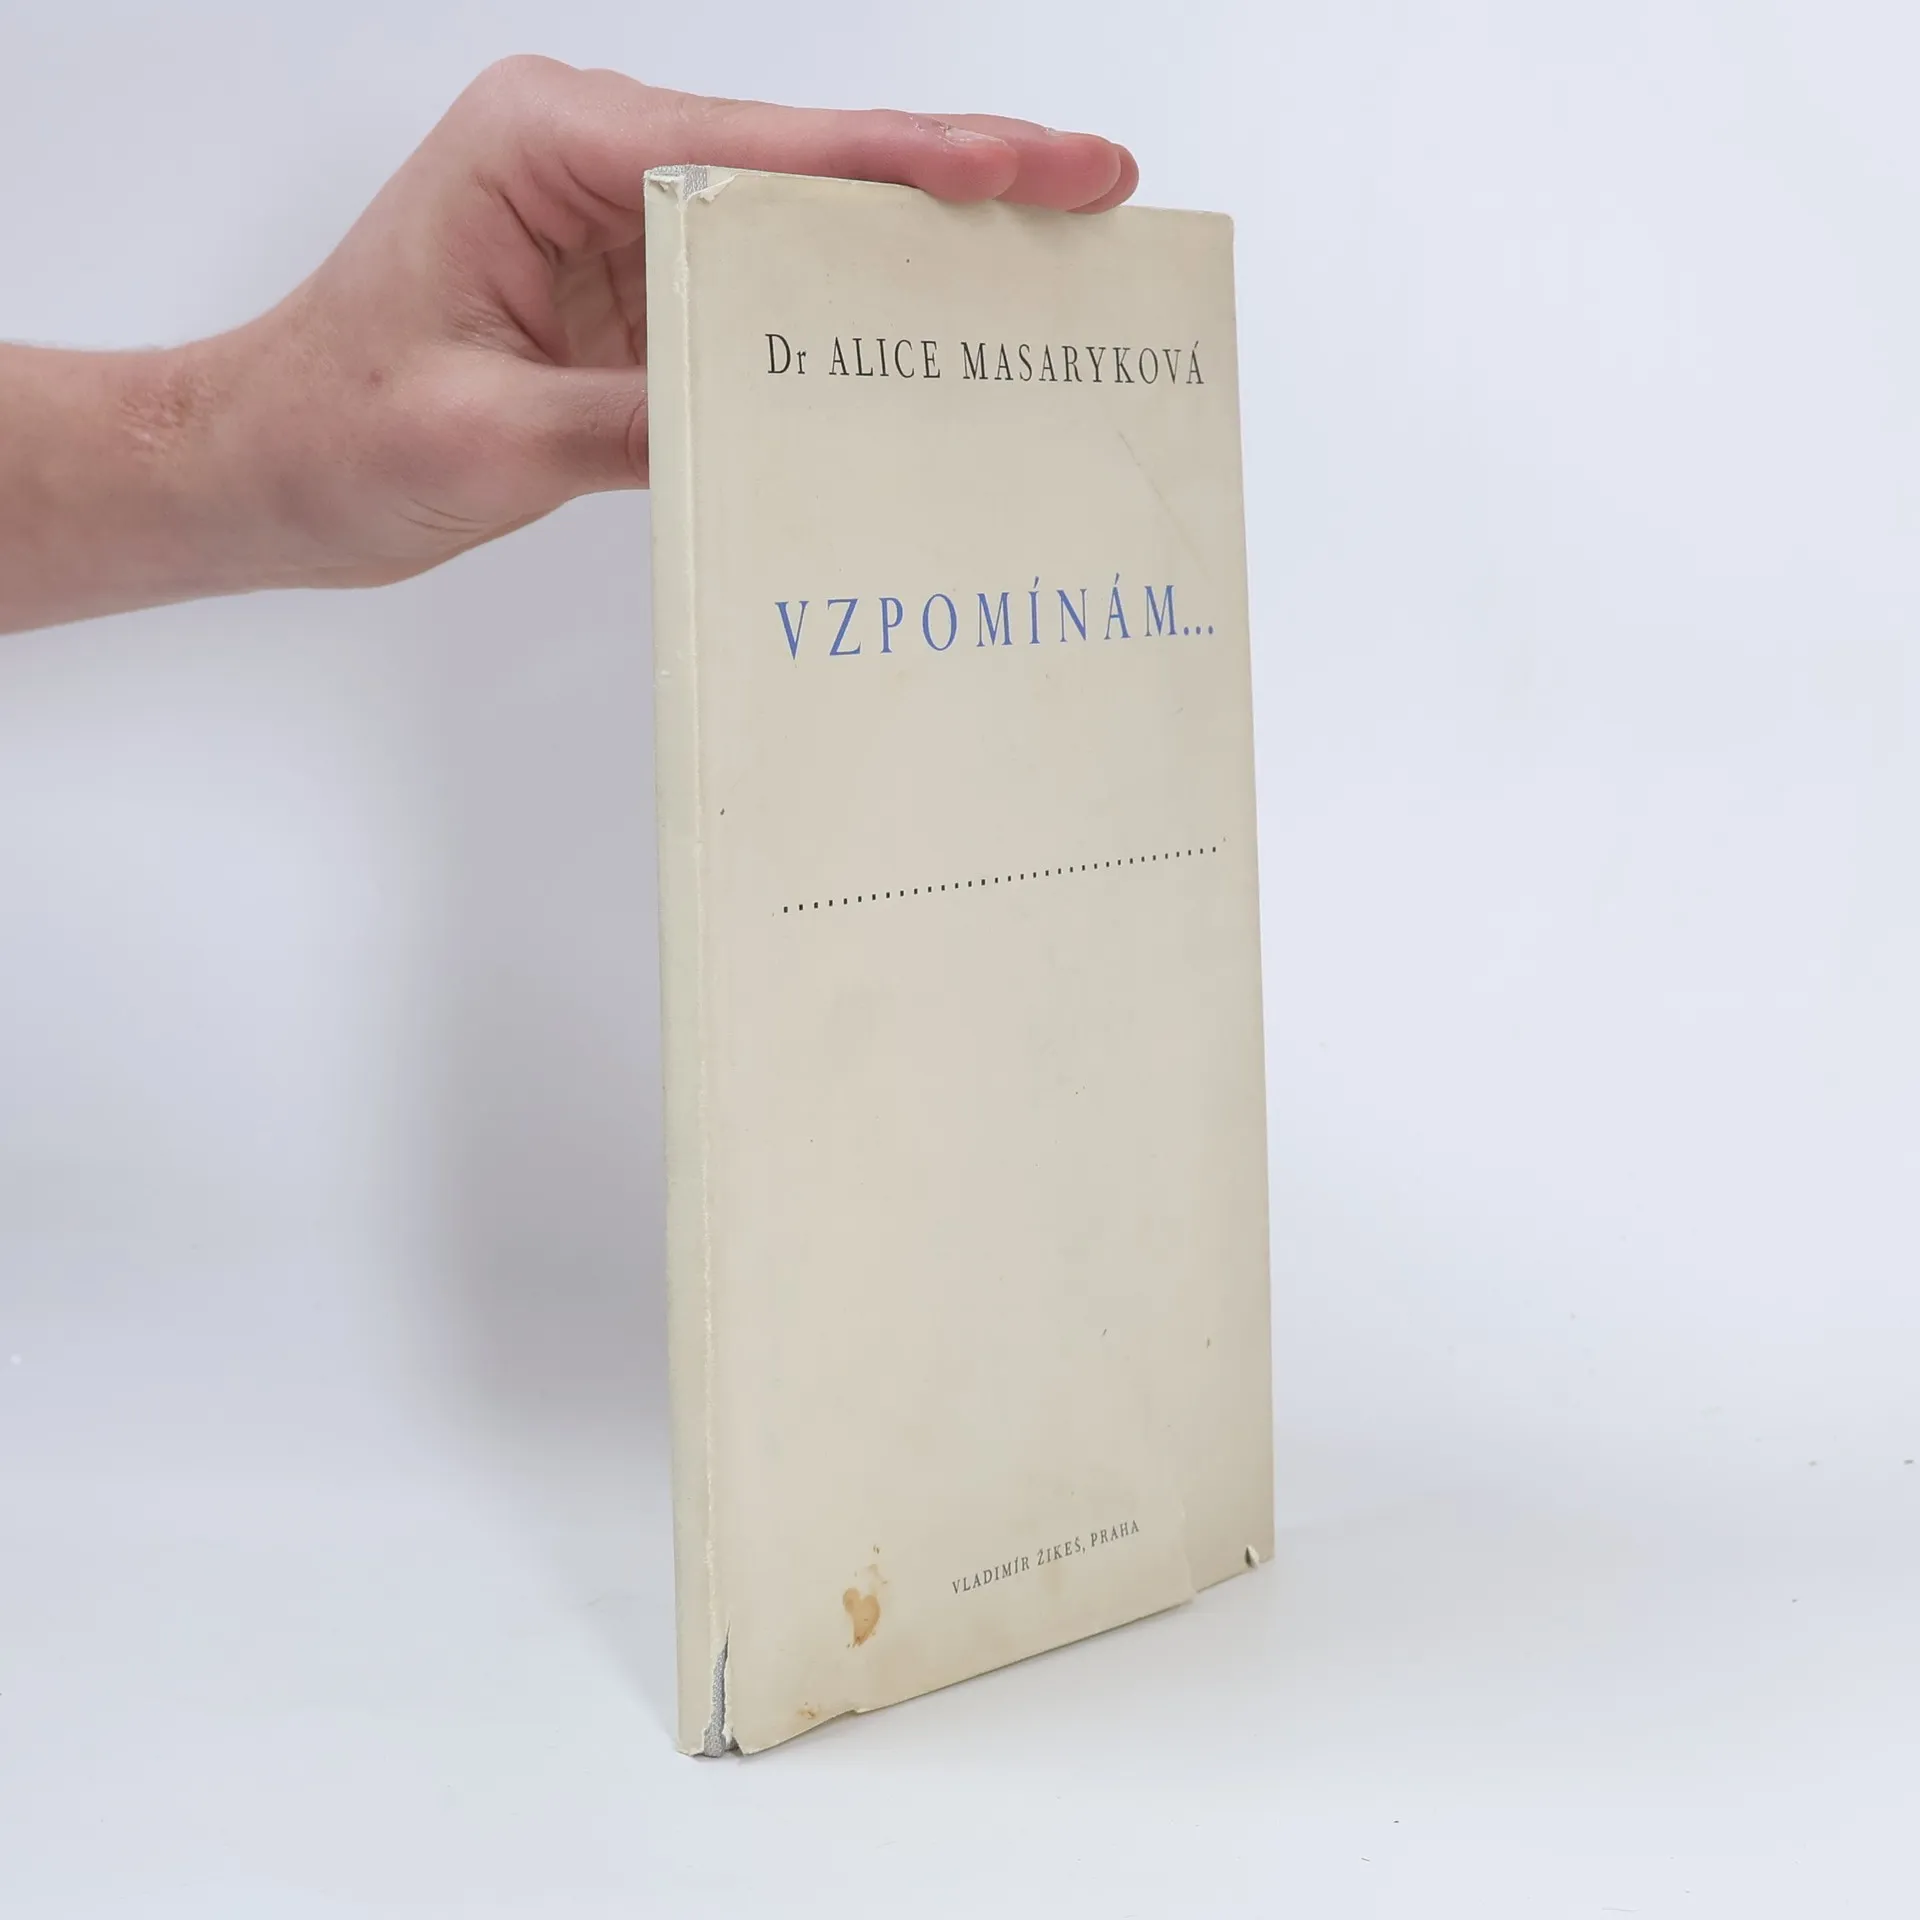 Dr ALICE MASARYKOVÁ
VZPOMÍNÁM...
VLADIMÍR ŽIKEŠ, PRAHA